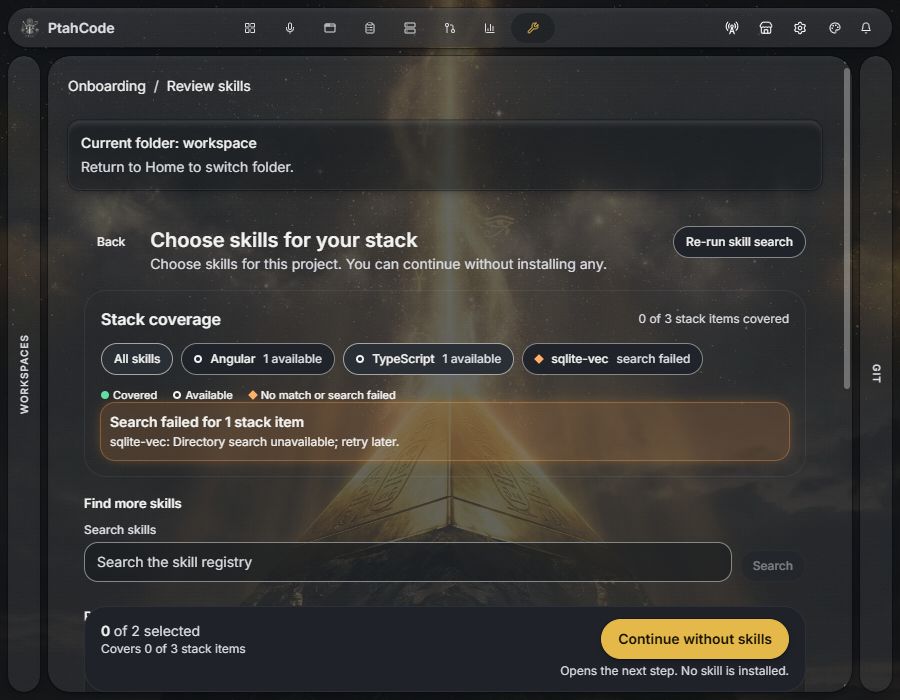 PtahCode
Onboarding / Review skills
Current folder: workspace
Return to Home to switch folder.
Back
Choose skills for your stack
Choose skills for this project. You can continue without installing any.
Re-run skill search
Stack coverage
0 of 3 stack items covered
All skills
Angular 1 available
TypeScript 1 available
sqlite-vec search failed
Covered
Available
No match or search failed
Search failed for 1 stack item
sqlite-vec: Directory search unavailable; retry later.
Find more skills
Search skills
Search the skill registry
Search
0 of 2 selected
Covers 0 of 3 stack items
Continue without skills
Opens the next step. No skill is installed.
WORKSPACES
GIT